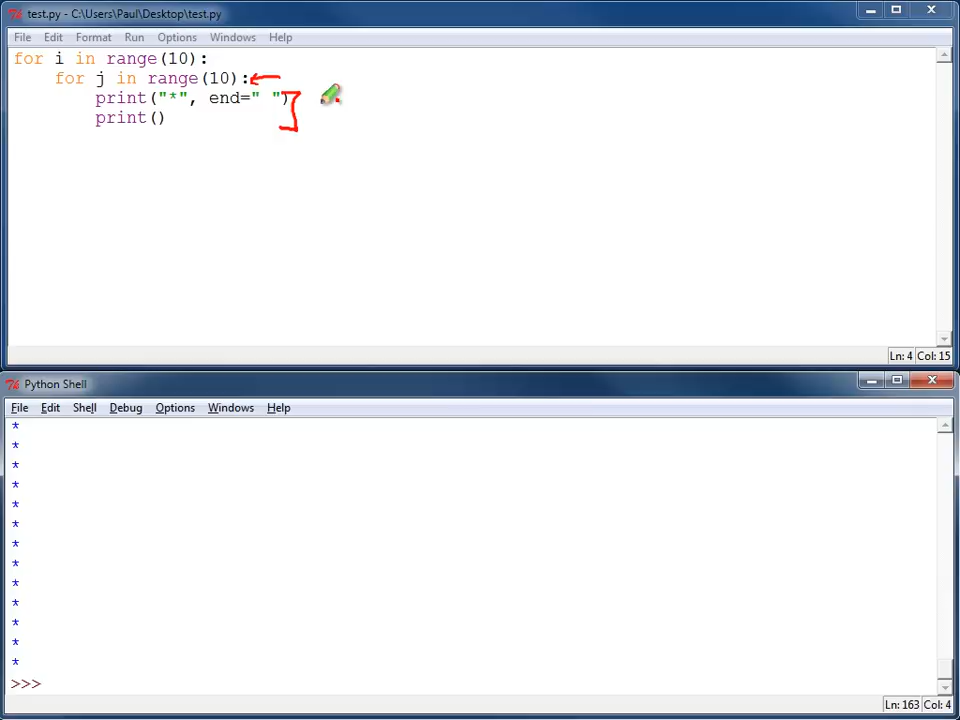 test.py - C:\Users\Paul\Desktop\test.py
File Edit Format Run Options Windows Help
for i in range(10):
    for j in range(10):
        print("*", end=" ")
        print()
Ln: 4 Col: 15
Python Shell
File Edit Shell Debug Options Windows Help
*
*
*
*
*
*
*
*
*
*
*
*
*
>>>
Ln: 163 Col: 4